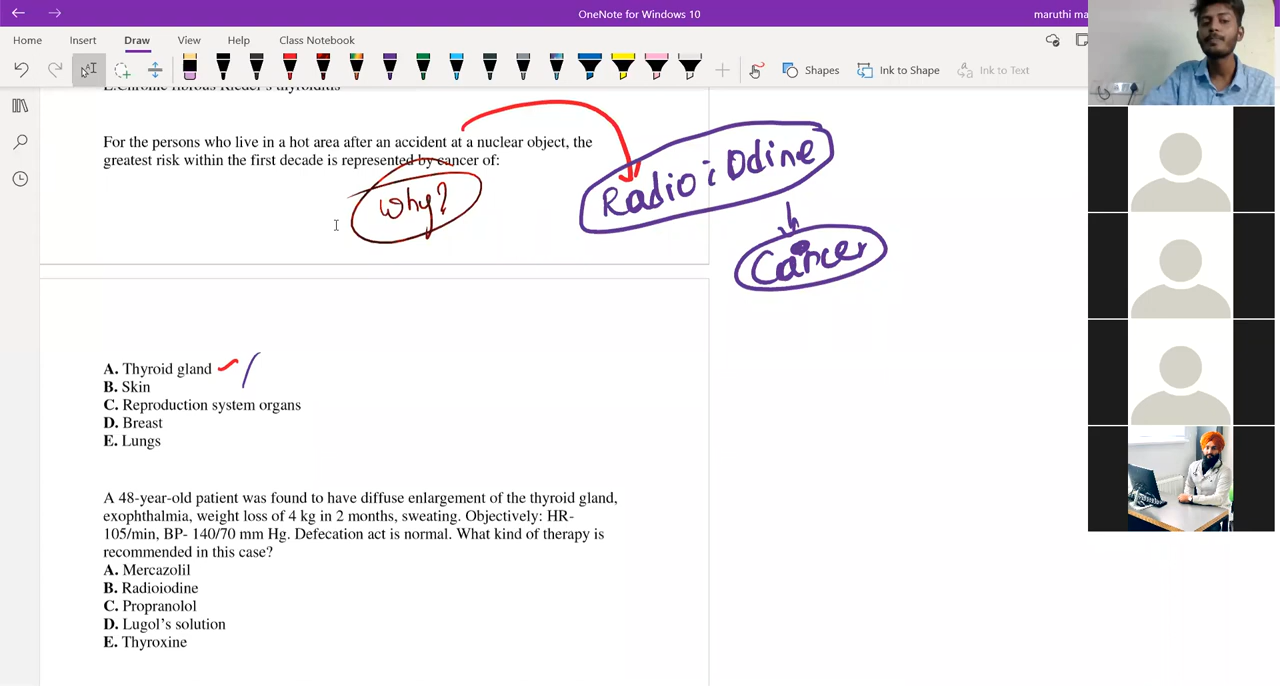 OneNote for Windows 10
maruthi ma
Home Insert Draw View Help Class Notebook
Shapes Ink to Shape Ink to Text
E.Chronic fibrous Riedel's thyroiditis
For the persons who live in a hot area after an accident at a nuclear object, the
greatest risk within the first decade is represented by cancer of:
Why?
Radioiodine
Cancer
A. Thyroid gland
B. Skin
C. Reproduction system organs
D. Breast
E. Lungs
A 48-year-old patient was found to have diffuse enlargement of the thyroid gland,
exophthalmia, weight loss of 4 kg in 2 months, sweating. Objectively: HR-
105/min, BP- 140/70 mm Hg. Defecation act is normal. What kind of therapy is
recommended in this case?
A. Mercazolil
B. Radioiodine
C. Propranolol
D. Lugol's solution
E. Thyroxine